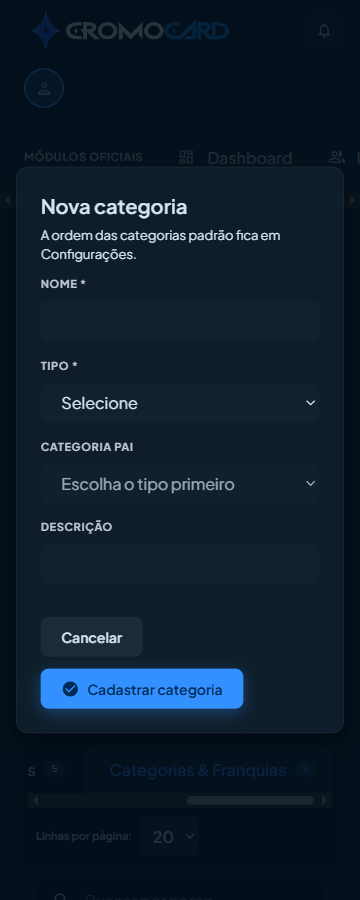 CROMOCARD
MÓDULOS OFICIAIS
Dashboard
Nova categoria
A ordem das categorias padrão fica em
Configurações.
NOME *
TIPO *
Selecione
CATEGORIA PAI
Escolha o tipo primeiro
DESCRIÇÃO
Cancelar
Cadastrar categoria
s 5
Categorias & Franquias 5
Linhas por página: 20